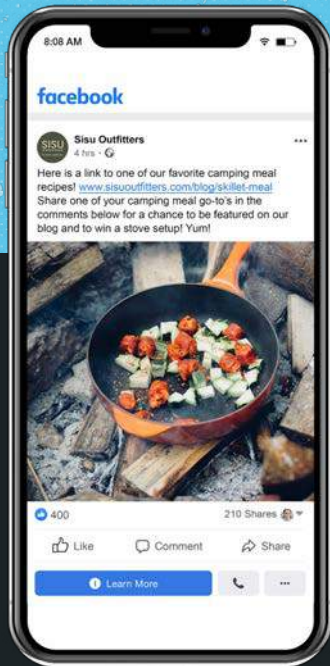 8:08 AM
facebook
SISU
Sisu Outfitters
4 hrs ·
Here is a link to one of our favorite camping meal
recipes! www.sisuoutfitters.com/blog/skillet-meal
Share one of your camping meal go-to's in the
comments below for a chance to be featured on our
blog and to win a stove setup! Yum!
400
210 Shares
Like
Comment
Share
Learn More